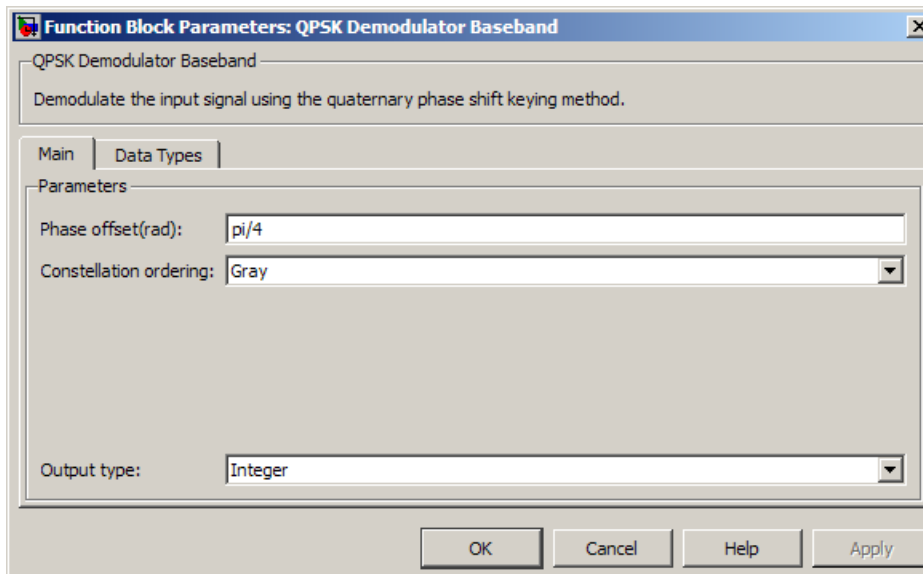 Function Block Parameters: QPSK Demodulator Baseband
QPSK Demodulator Baseband
Demodulate the input signal using the quaternary phase shift keying method.
Main Data Types
Parameters
Phase offset(rad): pi/4
Constellation ordering: Gray
Output type: Integer
OK Cancel Help Apply